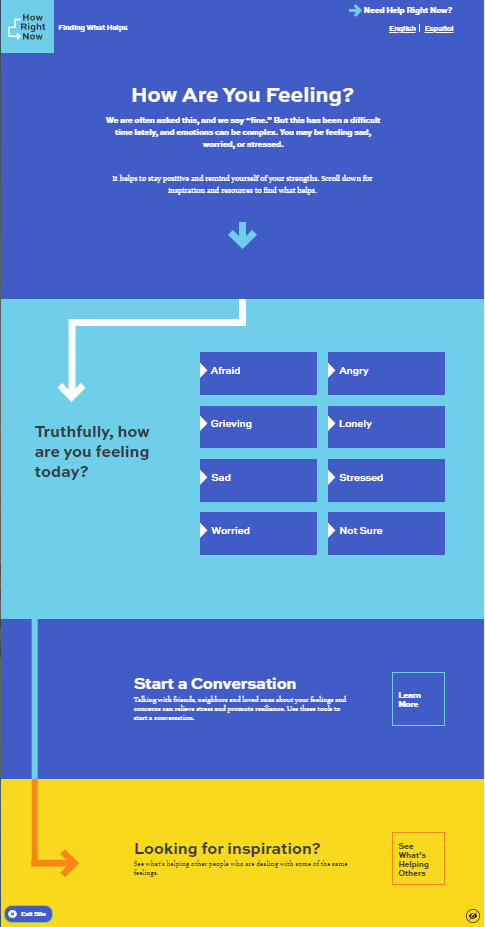 How
Right
Now
Finding What Helps
Need Help Right Now?
English | Español
How Are You Feeling?
We are often asked this, and we say “fine.” But this has been a difficult
time lately, and emotions can be complex. You may be feeling sad,
worried, or stressed.
It helps to stay positive and remind yourself of your strengths. Scroll down for
inspiration and resources to find what helps.
Truthfully, how
are you feeling
today?
Afraid
Angry
Grieving
Lonely
Sad
Stressed
Worried
Not Sure
Start a Conversation
Talking with friends, neighbors and loved ones about your feelings and
concerns can relieve stress and promote resilience. Use these tools to
start a conversation.
Learn
More
Looking for inspiration?
See what's helping other people who are dealing with some of the same
feelings.
See
What's
Helping
Others
Exit Site